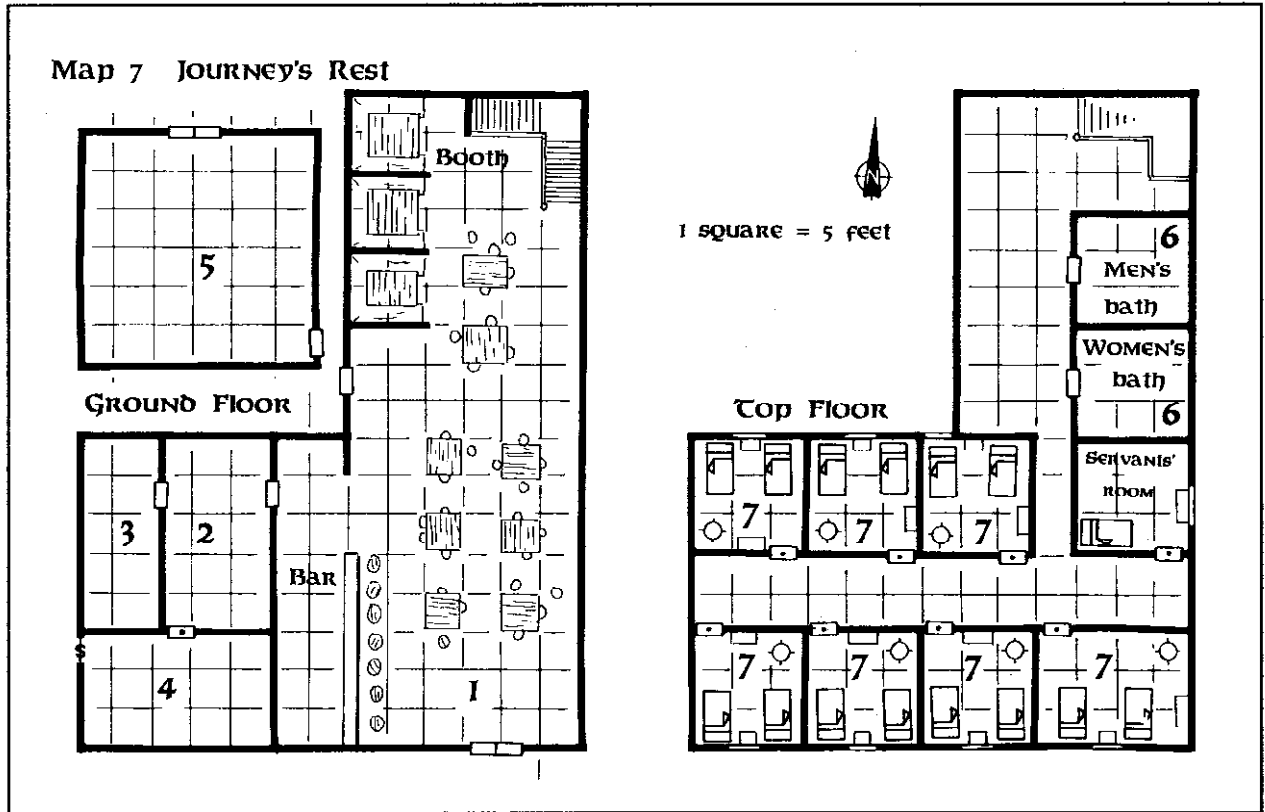 Map 7 Journey's Rest
Booth
N
1 square = 5 feet
5
Ground Floor
3
2
Bar
S
4
1
6
Men's
bath
Women's
bath
6
Top Floor
Servants'
room
7
7
7
7
7
7
7